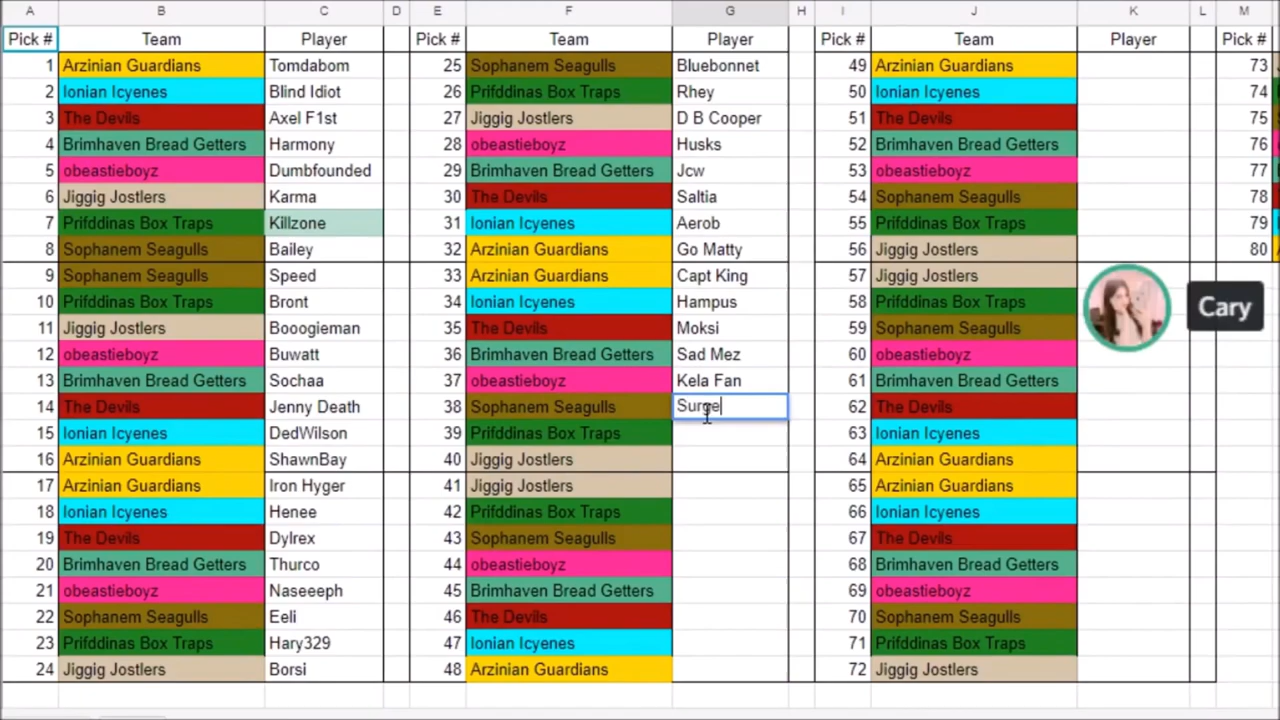 A B C D E F G H I J K L M
Pick # Team Player Pick # Team Player Pick # Team Player Pick #
1 Arzinian Guardians Tomdabom 25 Sophanem Seagulls Bluebonnet 49 Arzinian Guardians 73
2 Ionian Icyenes Blind Idiot 26 Prifddinas Box Traps Rhey 50 Ionian Icyenes 74
3 The Devils Axel F1st 27 Jiggig Jostlers D B Cooper 51 The Devils 75
4 Brimhaven Bread Getters Harmony 28 obeastieboyz Husks 52 Brimhaven Bread Getters 76
5 obeastieboyz Dumbfounded 29 Brimhaven Bread Getters Jcw 53 obeastieboyz 77
6 Jiggig Jostlers Karma 30 The Devils Saltia 54 Sophanem Seagulls 78
7 Prifddinas Box Traps Killzone 31 Ionian Icyenes Aerob 55 Prifddinas Box Traps 79
8 Sophanem Seagulls Bailey 32 Arzinian Guardians Go Matty 56 Jiggig Jostlers 80
9 Sophanem Seagulls Speed 33 Arzinian Guardians Capt King 57 Jiggig Jostlers
10 Prifddinas Box Traps Bront 34 Ionian Icyenes Hampus 58 Prifddinas Box Traps Cary
11 Jiggig Jostlers Booogieman 35 The Devils Moksi 59 Sophanem Seagulls
12 obeastieboyz Buwatt 36 Brimhaven Bread Getters Sad Mez 60 obeastieboyz
13 Brimhaven Bread Getters Sochaa 37 obeastieboyz Kela Fan 61 Brimhaven Bread Getters
14 The Devils Jenny Death 38 Sophanem Seagulls Surge 62 The Devils
15 Ionian Icyenes DedWilson 39 Prifddinas Box Traps 63 Ionian Icyenes
16 Arzinian Guardians ShawnBay 40 Jiggig Jostlers 64 Arzinian Guardians
17 Arzinian Guardians Iron Hyger 41 Jiggig Jostlers 65 Arzinian Guardians
18 Ionian Icyenes Henee 42 Prifddinas Box Traps 66 Ionian Icyenes
19 The Devils Dylrex 43 Sophanem Seagulls 67 The Devils
20 Brimhaven Bread Getters Thurco 44 obeastieboyz 68 Brimhaven Bread Getters
21 obeastieboyz Naseeeph 45 Brimhaven Bread Getters 69 obeastieboyz
22 Sophanem Seagulls Eeli 46 The Devils 70 Sophanem Seagulls
23 Prifddinas Box Traps Hary329 47 Ionian Icyenes 71 Prifddinas Box Traps
24 Jiggig Jostlers Borsi 48 Arzinian Guardians 72 Jiggig Jostlers